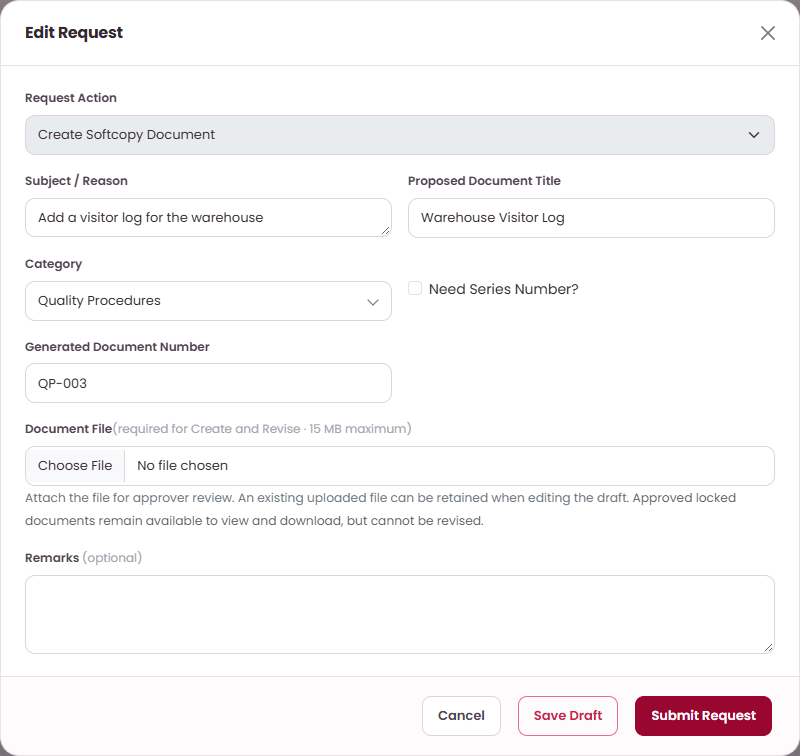 Edit Request
Request Action
Create Softcopy Document
Subject / Reason
Proposed Document Title
Add a visitor log for the warehouse
Warehouse Visitor Log
Category
Quality Procedures
Need Series Number?
Generated Document Number
QP-003
Document File(required for Create and Revise · 15 MB maximum)
Choose File
No file chosen
Attach the file for approver review. An existing uploaded file can be retained when editing the draft. Approved locked
documents remain available to view and download, but cannot be revised.
Remarks (optional)
Cancel
Save Draft
Submit Request